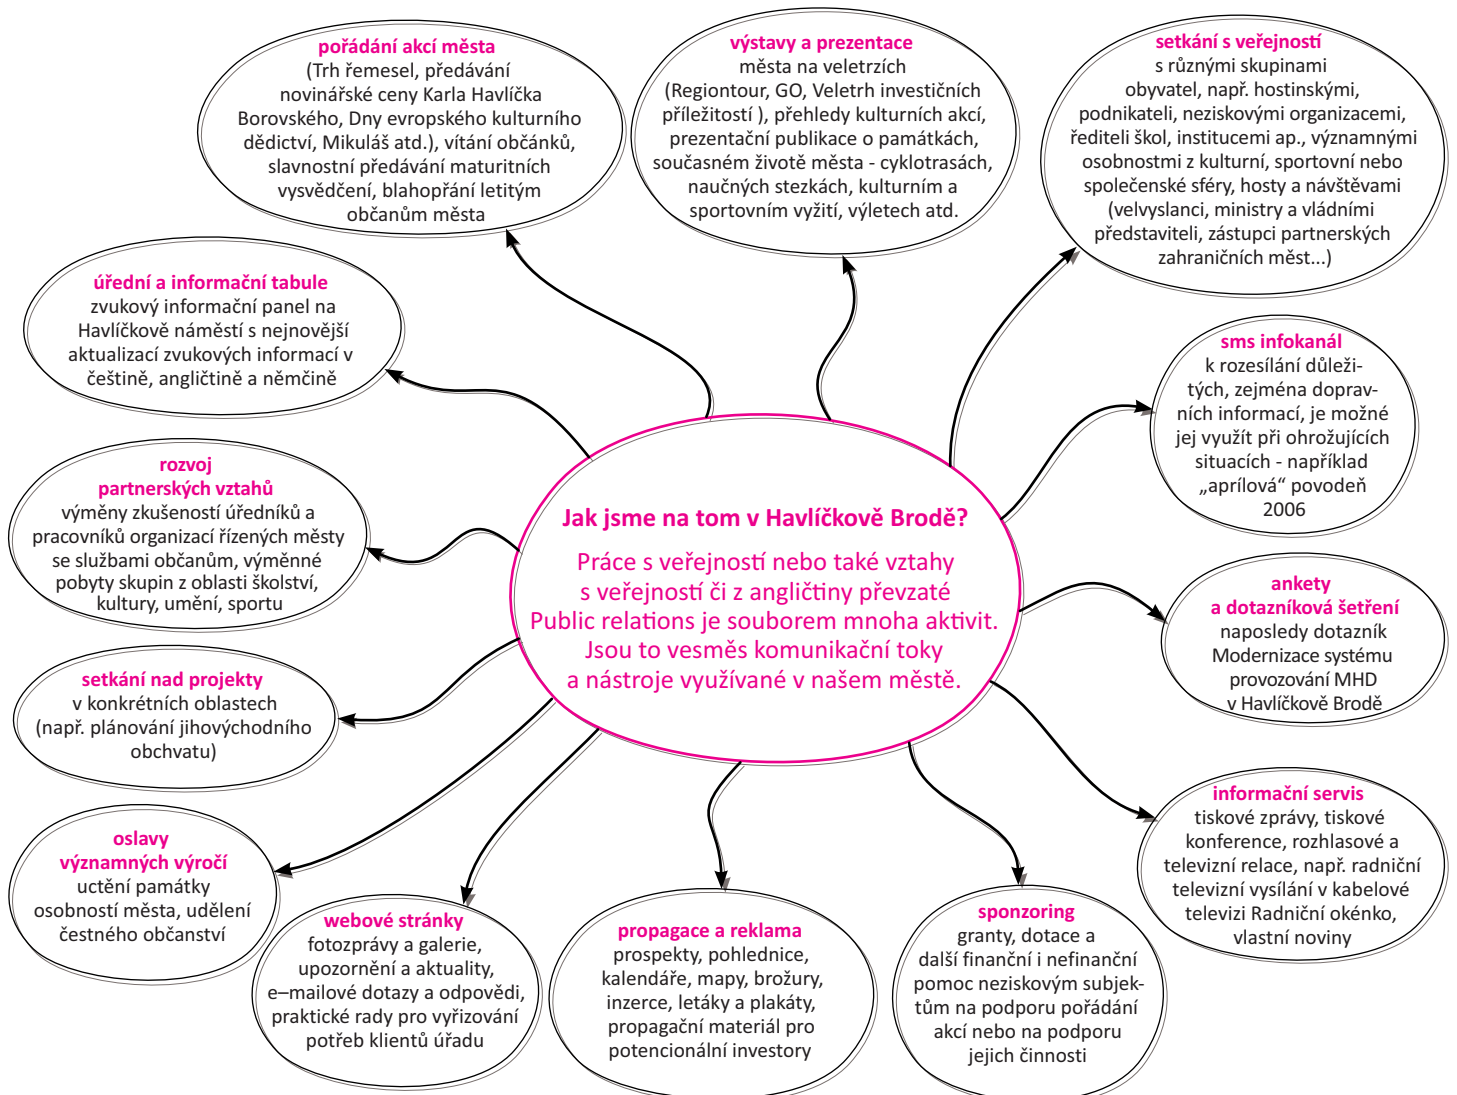 pořádání akcí města
(Trh řemesel, předávání
novinářské ceny Karla Havlíčka
Borovského, Dny evropského kulturního
dědictví, Mikuláš atd.), vítání občánků,
slavnostní předávání maturitních
vysvědčení, blahopřání letitým
občanům města
výstavy a prezentace
města na veletrzích
(Regiontour, GO, Veletrh investičních
příležitostí ), přehledy kulturních akcí,
prezentační publikace o památkách,
současném životě města - cyklotrasách,
naučných stezkách, kulturním a
sportovním vyžití, výletech atd.
setkání s veřejností
s různými skupinami
obyvatel, např. hostinskými,
podnikateli, neziskovými organizacemi,
řediteli škol, institucemi ap., významnými
osobnostmi z kulturní, sportovní nebo
společenské sféry, hosty a návštěvami
(velvyslanci, ministry a vládními
představiteli, zástupci partnerských
zahraničních měst...)
úřední a informační tabule
zvukový informační panel na
Havlíčkově náměstí s nejnovější
aktualizací zvukových informací v
češtině, angličtině a němčině
sms infokanál
k rozesílání důleži-
tých, zejména doprav-
ních informací, je možné
jej využít při ohrožujících
situacích - například
„aprílová“ povodeň
2006
rozvoj
partnerských vztahů
výměny zkušeností úředníků a
pracovníků organizací řízených městy
se službami občanům, výměnné
pobyty skupin z oblasti školství,
kultury, umění, sportu
Jak jsme na tom v Havlíčkově Brodě?
Práce s veřejností nebo také vztahy
s veřejností či z angličtiny převzaté
Public relations je souborem mnoha aktivit.
Jsou to vesměs komunikační toky
a nástroje využívané v našem městě.
ankety
a dotazníková šetření
naposledy dotazník
Modernizace systému
provozování MHD
v Havlíčkově Brodě
setkání nad projekty
v konkrétních oblastech
(např. plánování jihovýchodního
obchvatu)
informační servis
tiskové zprávy, tiskové
konference, rozhlasové a
televizní relace, např. radniční
televizní vysílání v kabelové
televizi Radniční okénko,
vlastní noviny
oslavy
významných výročí
uctění památky
osobností města, udělení
čestného občanství
webové stránky
fotozprávy a galerie,
upozornění a aktuality,
e–mailové dotazy a odpovědi,
praktické rady pro vyřizování
potřeb klientů úřadu
propagace a reklama
prospekty, pohlednice,
kalendáře, mapy, brožury,
inzerce, letáky a plakáty,
propagační materiál pro
potencionální investory
sponzoring
granty, dotace a
další finanční i nefinanční
pomoc neziskovým subjek-
tům na podporu pořádání
akcí nebo na podporu
jejich činnosti